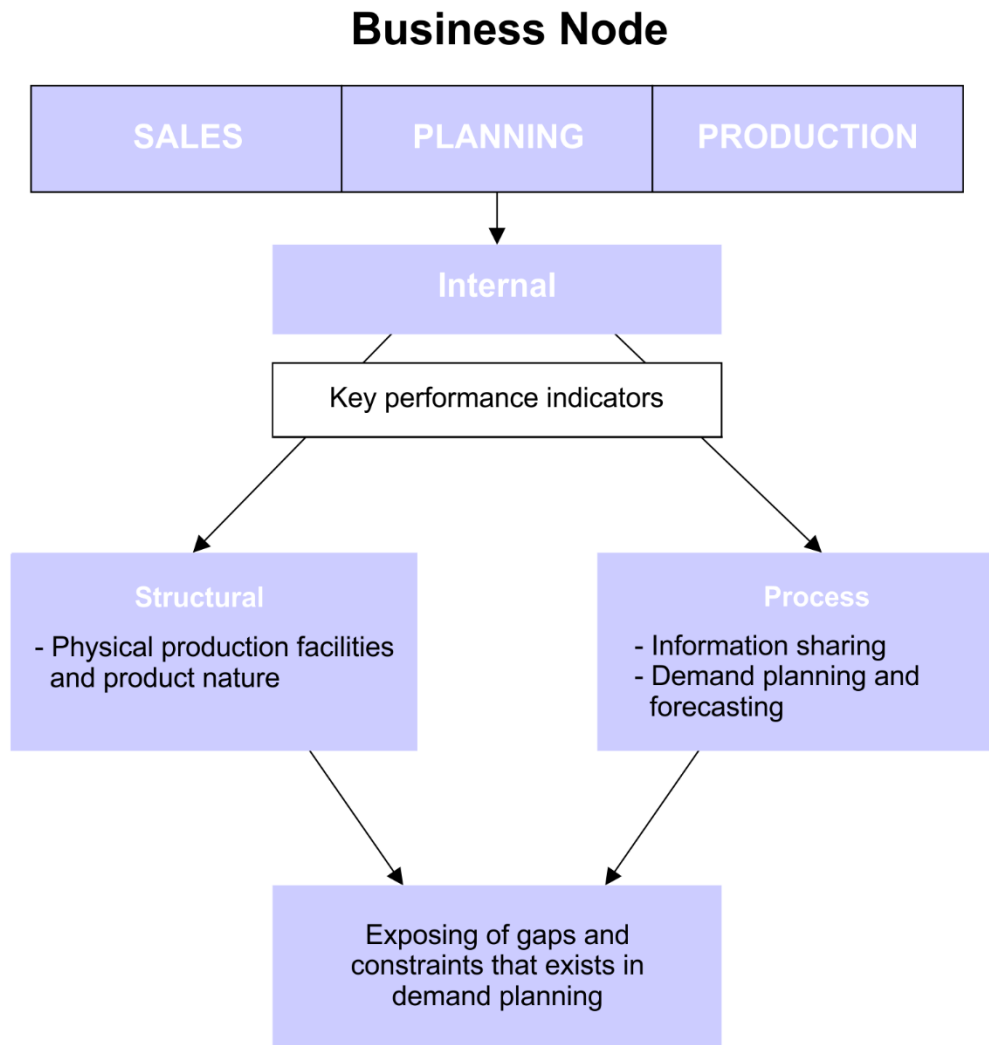 Business Node
SALES
PLANNING
PRODUCTION
Internal
Key performance indicators
Structural
- Physical production facilities
and product nature
Process
- Information sharing
- Demand planning and
forecasting
Exposing of gaps and
constraints that exists in
demand planning